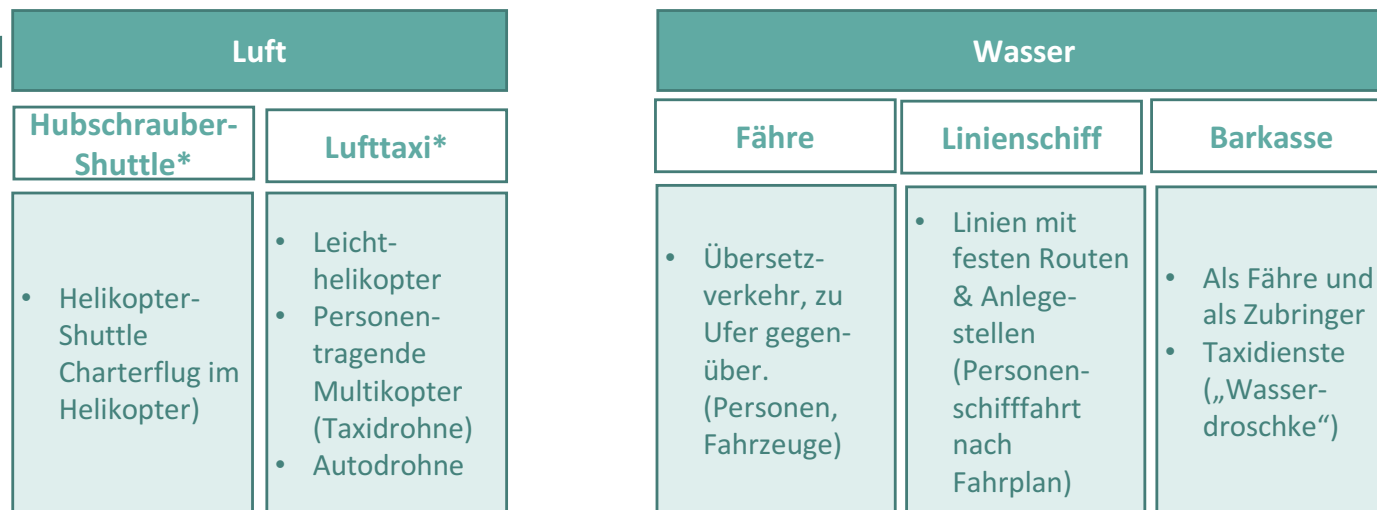 Luft
Hubschrauber-
Shuttle*
Lufttaxi*
• Helikopter-
Shuttle
Charterflug im
Helikopter)
• Leicht-
helikopter
• Personen-
tragende
Multikopter
(Taxidrohne)
• Autodrohne
Wasser
Fähre
Linienschiff
Barkasse
• Übersetz-
verkehr, zu
Ufer gegen-
über.
(Personen,
Fahrzeuge)
• Linien mit
festen Routen
& Anlege-
stellen
(Personen-
schifffahrt
nach
Fahrplan)
• Als Fähre und
als Zubringer
• Taxidienste
(„Wasser-
droschke“)